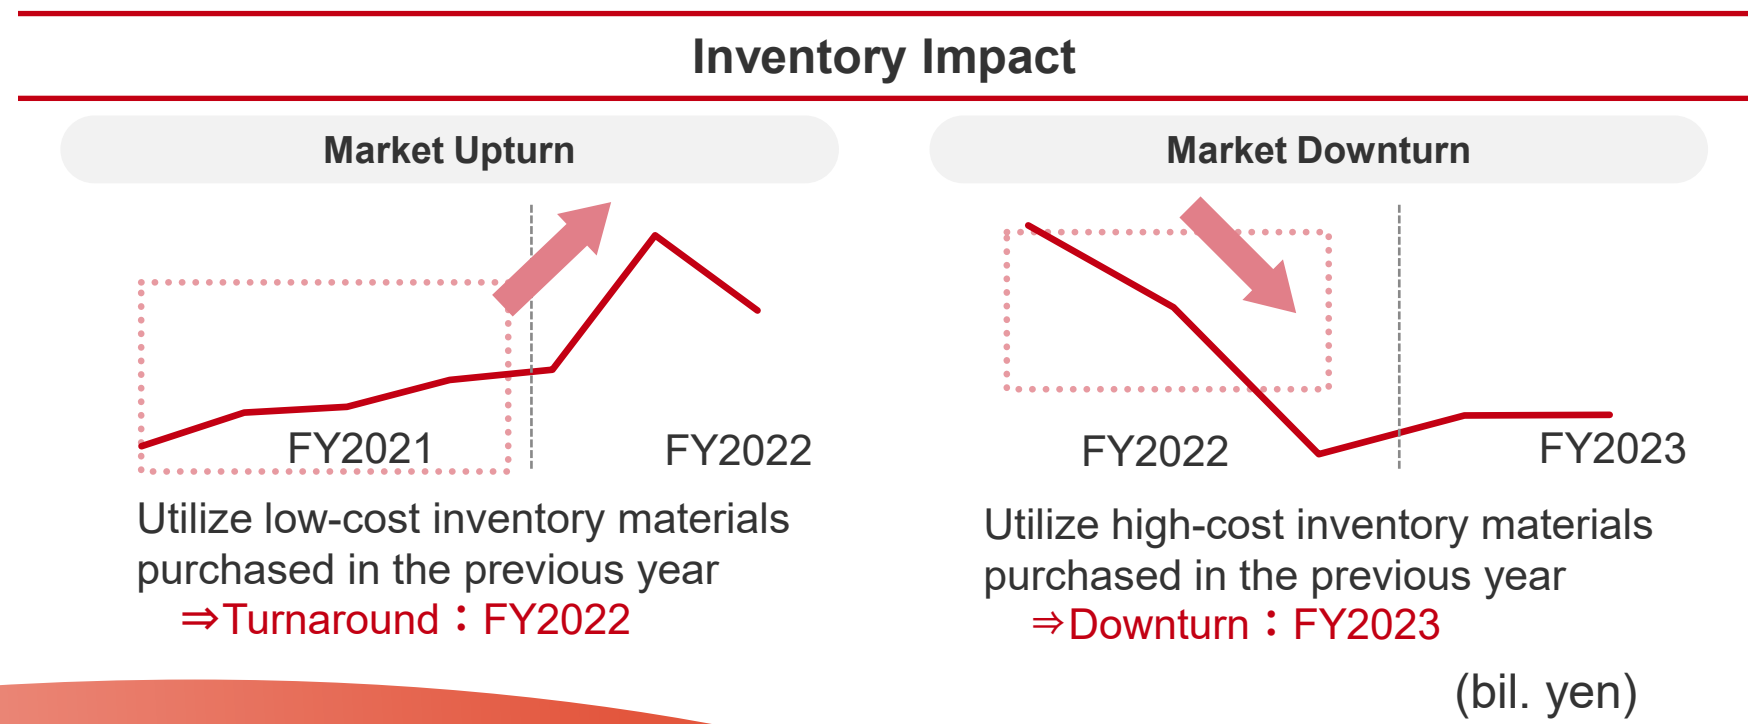 Inventory Impact
Market Upturn
FY2021
FY2022
Utilize low-cost inventory materials
purchased in the previous year
⇒Turnaround：FY2022
Market Downturn
FY2022
FY2023
Utilize high-cost inventory materials
purchased in the previous year
⇒Downturn：FY2023
(bil. yen)